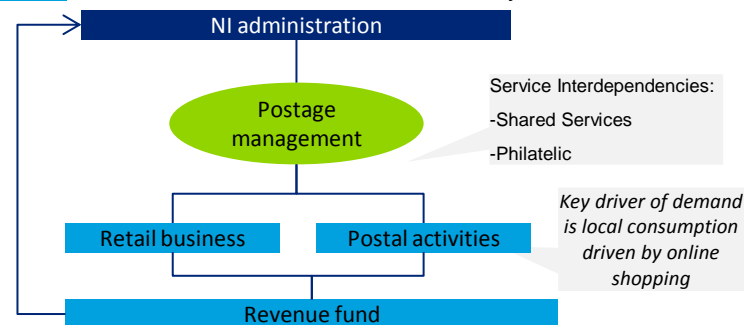 NI administration
Service Interdependencies:
-Shared Services
-Philatelic
Postage
management
Key driver of demand
is local consumption
driven by online
shopping
Retail business
Postal activities
Revenue fund